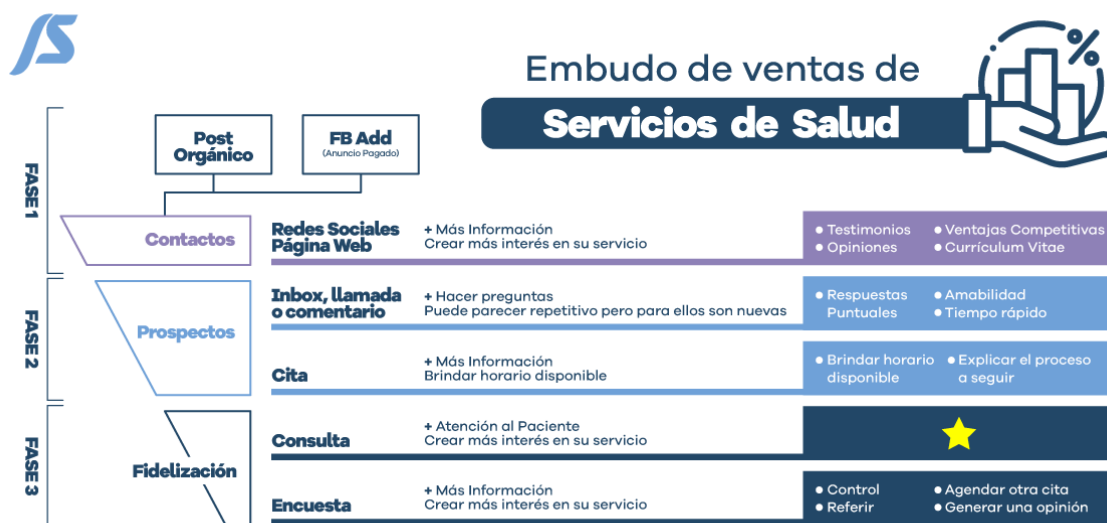 JS
Embudo de ventas de
Servicios de Salud
%
FASE 1
Post
Orgánico
FB Add
(Anuncio Pagado)
Contactos
Redes Sociales
Página Web
+ Más Información
Crear más interés en su servicio
• Testimonios
• Opiniones
• Ventajas Competitivas
• Currículum Vitae
FASE 2
Prospectos
Inbox, llamada
o comentario
+ Hacer preguntas
Puede parecer repetitivo pero para ellos son nuevas
• Respuestas
Puntuales
• Amabilidad
• Tiempo rápido
Cita
+ Más Información
Brindar horario disponible
• Brindar horario
disponible
• Explicar el proceso
a seguir
FASE 3
Fidelización
Consulta
+ Atención al Paciente
Crear más interés en su servicio
Encuesta
+ Más Información
Crear más interés en su servicio
• Control
• Referir
• Agendar otra cita
• Generar una opinión